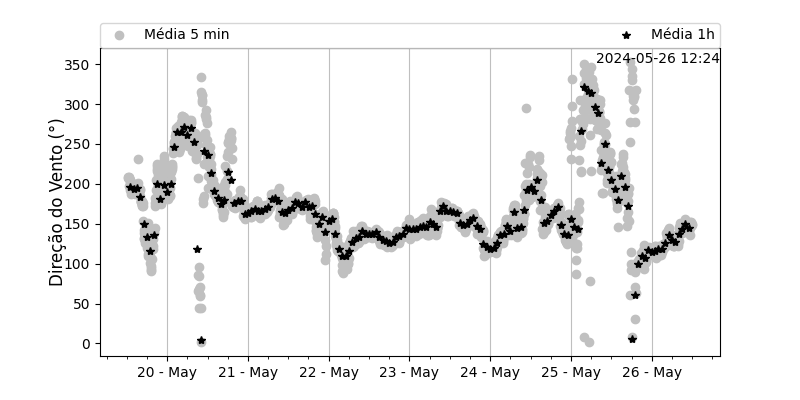 Média 5 min
Média 1h
2024-05-26 12:24
Direção do Vento (°)
350
300
250
200
150
100
50
0
20 - May
21 - May
22 - May
23 - May
24 - May
25 - May
26 - May